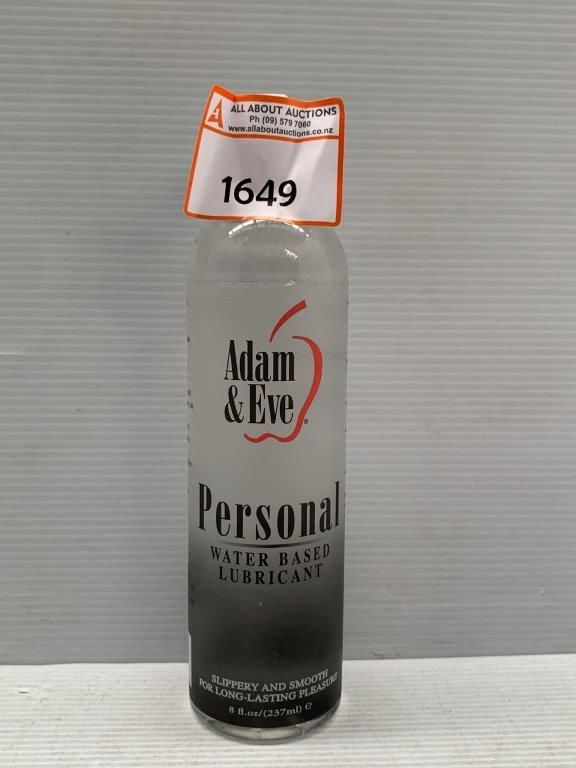 ALL ABOUT AUCTIONS
Ph (09) 579 7060
www.allaboutauctions.co.nz
1649
Adam
& Eve®
Personal
WATER BASED
LUBRICANT
SLIPPERY AND SMOOTH
FOR LONG-LASTING PLEASURE
8 fl.oz/(237ml) e